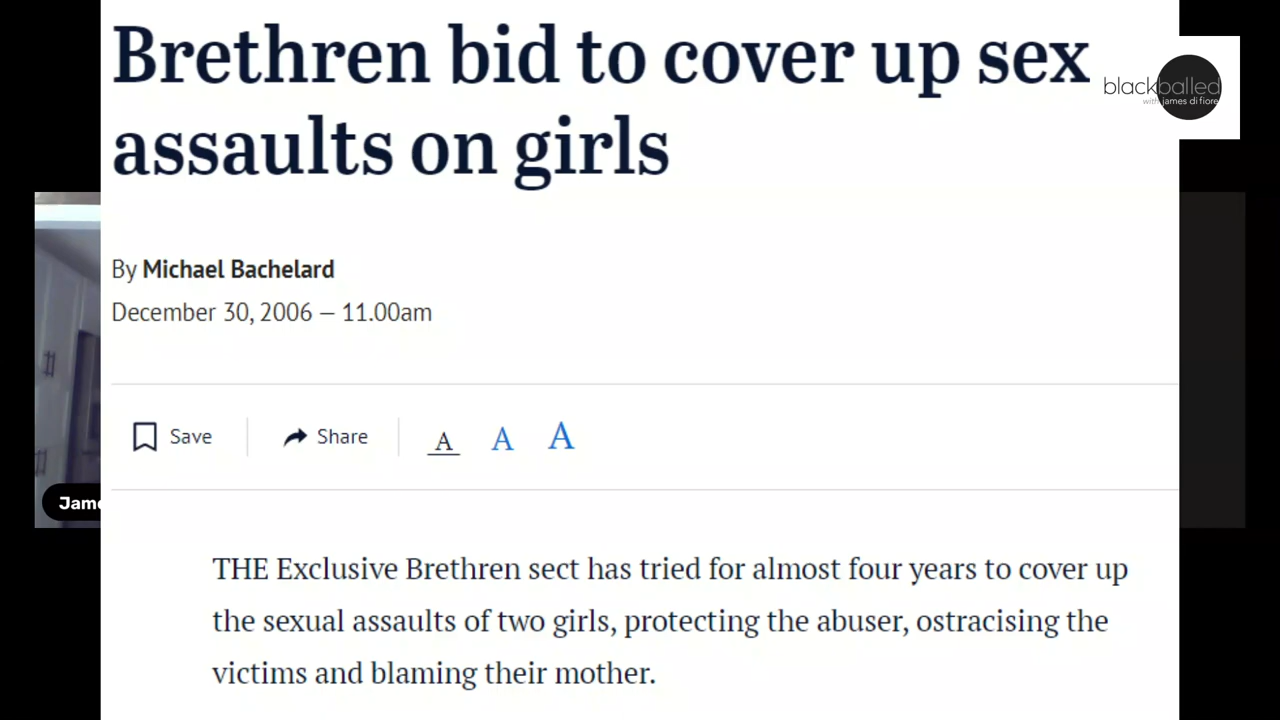 Brethren bid to cover up sex
assaults on girls
blackballed
with james di fiore
By Michael Bachelard
December 30, 2006 — 11.00am
Save
Share
A A A
Jame
THE Exclusive Brethren sect has tried for almost four years to cover up
the sexual assaults of two girls, protecting the abuser, ostracising the
victims and blaming their mother.